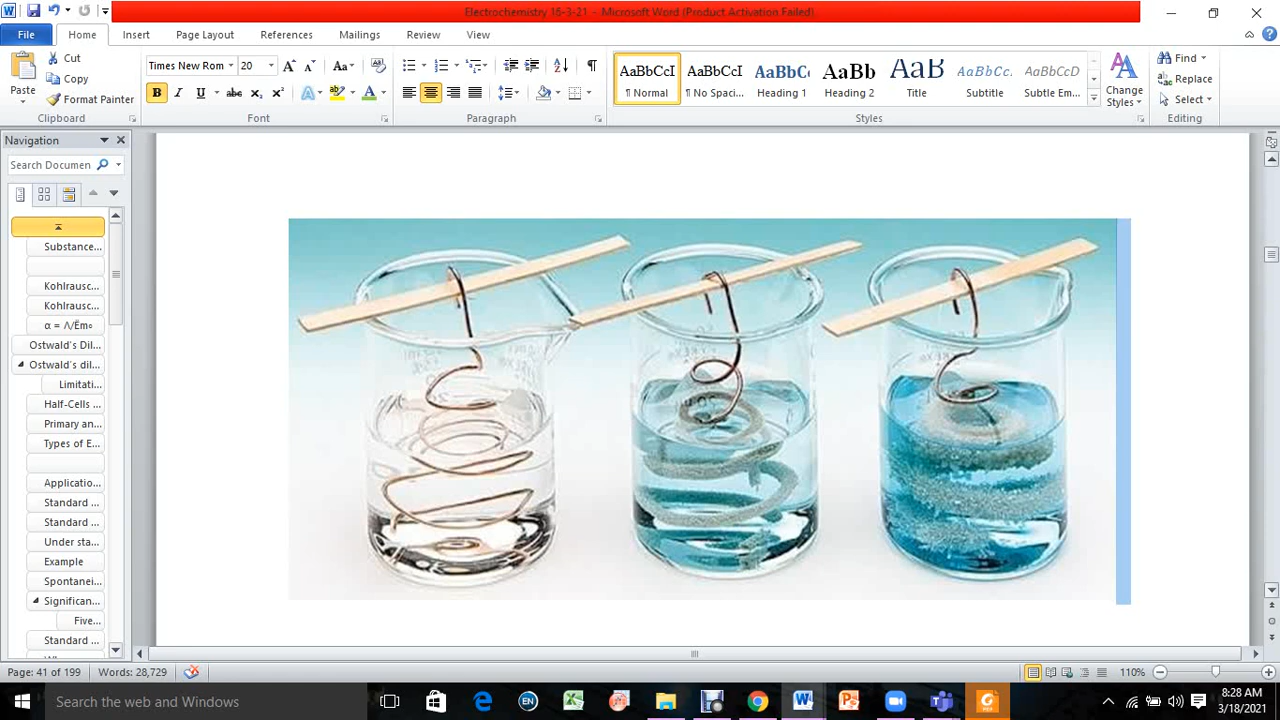 Electrochemistry 16-3-21 - Microsoft Word (Product Activation Failed)
File Home Insert Page Layout References Mailings Review View
Paste Cut Copy Format Painter
Times New Rom 20
AaBbCcI AaBbCcI AaBbC AaBb AaB AaBbCc. AaBbCcD
¶ Normal ¶ No Spaci... Heading 1 Heading 2 Title Subtitle Subtle Em...
Change Styles
Find Replace Select
Clipboard Font Paragraph Styles Editing
Navigation
Search Documen
Substance...
Kohlrausc...
Kohlrausc...
Ostwald's Dil...
Ostwald's dil...
Limitati...
Half-Cells ...
Primary an...
Types of E...
Applicatio...
Standard ...
Standard ...
Under sta...
Example
Spontanei...
Significan...
Five...
Standard ...
Page: 41 of 199 Words: 28,729 110%
Search the web and Windows
8:28 AM
3/18/2021